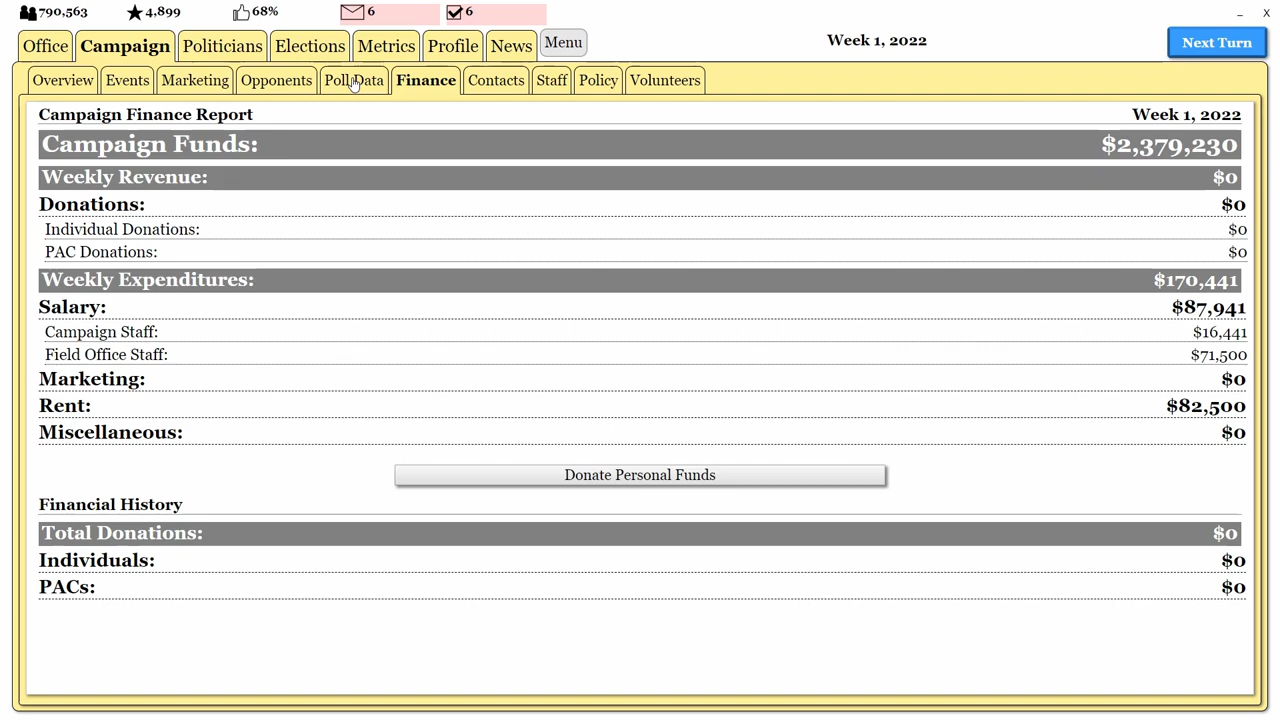 790,563 4,899 68% 6 6
Office Campaign Politicians Elections Metrics Profile News Menu Week 1, 2022 _ X Next Turn
Overview Events Marketing Opponents Poll Data Finance Contacts Staff Policy Volunteers
Campaign Finance Report Week 1, 2022
Campaign Funds: $2,379,230
Weekly Revenue: $0
Donations: $0
Individual Donations: $0
PAC Donations: $0
Weekly Expenditures: $170,441
Salary: $87,941
Campaign Staff: $16,441
Field Office Staff: $71,500
Marketing: $0
Rent: $82,500
Miscellaneous: $0
Donate Personal Funds
Financial History
Total Donations: $0
Individuals: $0
PACs: $0